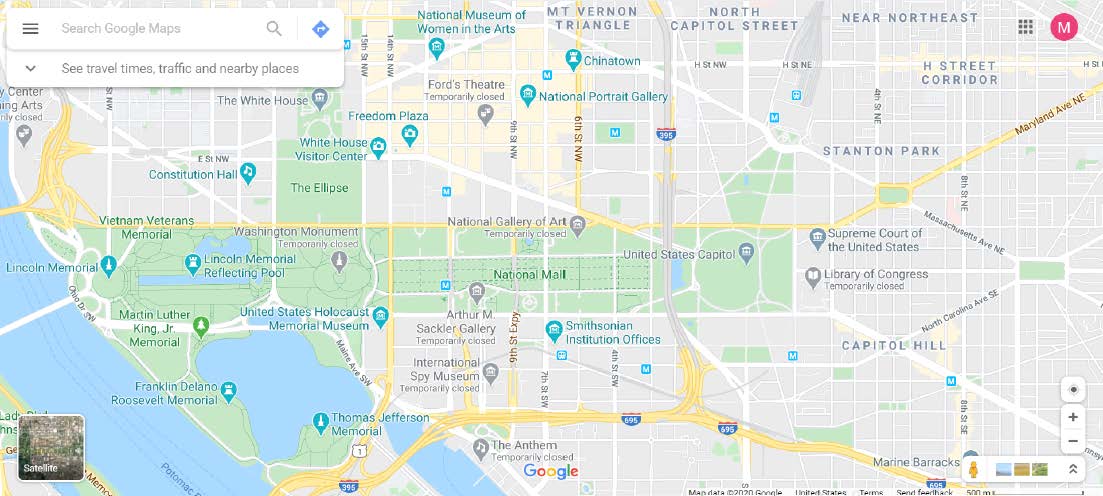 Search Google Maps
See travel times, traffic and nearby places
National Museum of
Women in the Arts
MT VERNON
TRIANGLE
NORTH
CAPITOL STREET
NEAR NORTHEAST
M
H STREET
CORRIDOR
15th St NW
14th St NW
Chinatown
H St NW
H St NE
H St NE
Ford's Theatre
Temporarily closed
The White House
National Portrait Gallery
Freedom Plaza
9th St NW
6th St NW
395
4th St NE
Maryland Ave NE
White House
Visitor Center
E St NW
E St NW
Constitution Hall
STANTON PARK
The Ellipse
8th St NE
Vietnam Veterans
Memorial
Washington Monument
Temporarily closed
National Gallery of Art
Temporarily closed
Massachusetts Ave NE
Supreme Court of
the United States
United States Capitol
Lincoln Memorial
Lincoln Memorial
Reflecting Pool
National Mall
Library of Congress
Temporarily closed
Ohio Dr SW
Martin Luther
King, Jr.
Memorial
United States Holocaust
Memorial Museum
Arthur M.
Sackler Gallery
Temporarily closed
Smithsonian
Institution Offices
North Carolina Ave SE
Maine Ave SW
9th St Expy
CAPITOL HILL
International
Spy Museum
Temporarily closed
7th St SW
4th St SW
Franklin Delano
Roosevelt Memorial
Thomas Jefferson
Memorial
695
695
8th St SE
1
The Anthem
Temporarily closed
Marine Barracks
Satellite
Potomac
Google
395
695
Map data ©2020 Google
United States
Terms
Send feedback
500 m